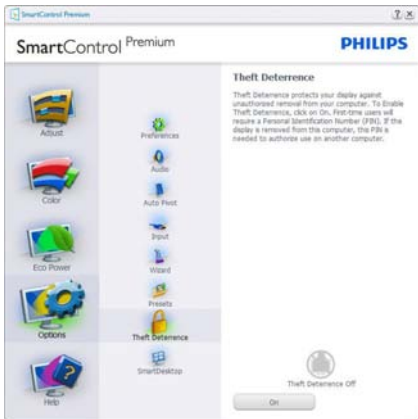 SmartControl Premium
? X
SmartControl Premium
PHILIPS
Adjust
Color
Eco Power
Options
Help
Preferences
Audio
Auto Pivot
Input
Wizard
Presets
Theft Deterrence
SmartDesktop
Theft Deterrence
Theft Deterrence protects your display against
unauthorized removal from your computer. To Enable
Theft Deterrence, click on On. First-time users will
require a Personal Identification Number (PIN). If the
display is removed from this computer, this PIN is
needed to authorize use on another computer.
Theft Deterrence Off
On